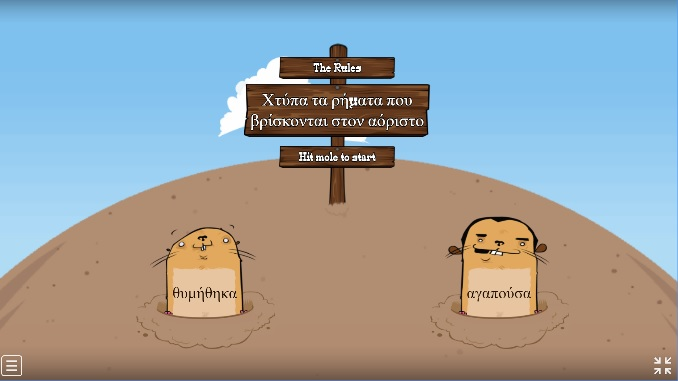 The Rules
Χτύπα τα ρήματα που
βρίσκονται στον αόριστο
Hit mole to start
θυμήθηκα
αγαπούσα